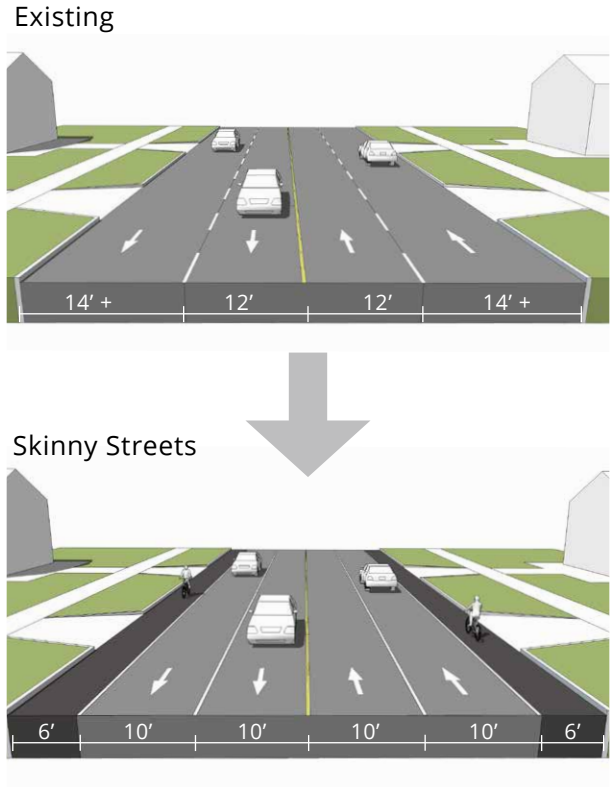 Existing
14’ + 12’ 12’ 14’ +
Skinny Streets
6’ 10’ 10’ 10’ 10’ 6’